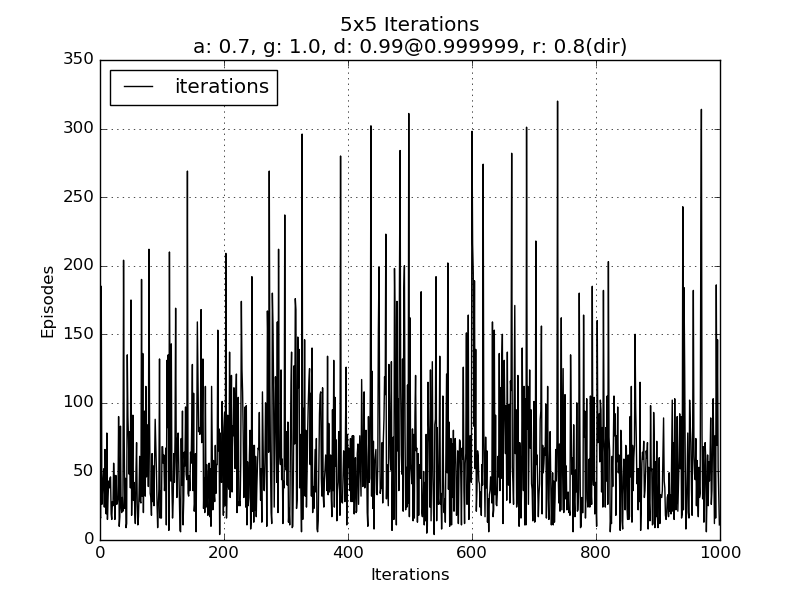 5x5 Iterations
a: 0.7, g: 1.0, d: 0.99@0.999999, r: 0.8(dir)
iterations
350
300
250
200
150
100
50
0
Episodes
0 200 400 600 800 1000
Iterations